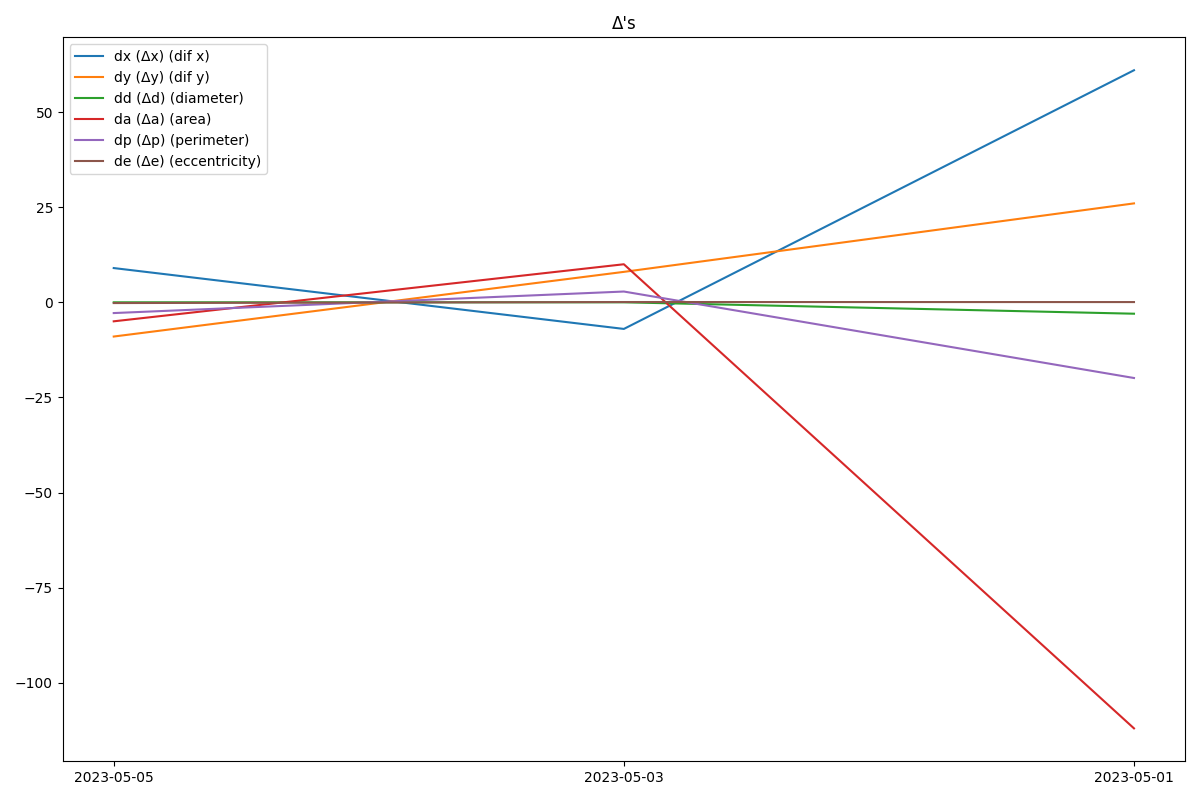 Δ's
dx (Δx) (dif x)
dy (Δy) (dif y)
dd (Δd) (diameter)
da (Δa) (area)
dp (Δp) (perimeter)
de (Δe) (eccentricity)
50
25
0
−25
−50
−75
−100
2023-05-05 2023-05-03 2023-05-01